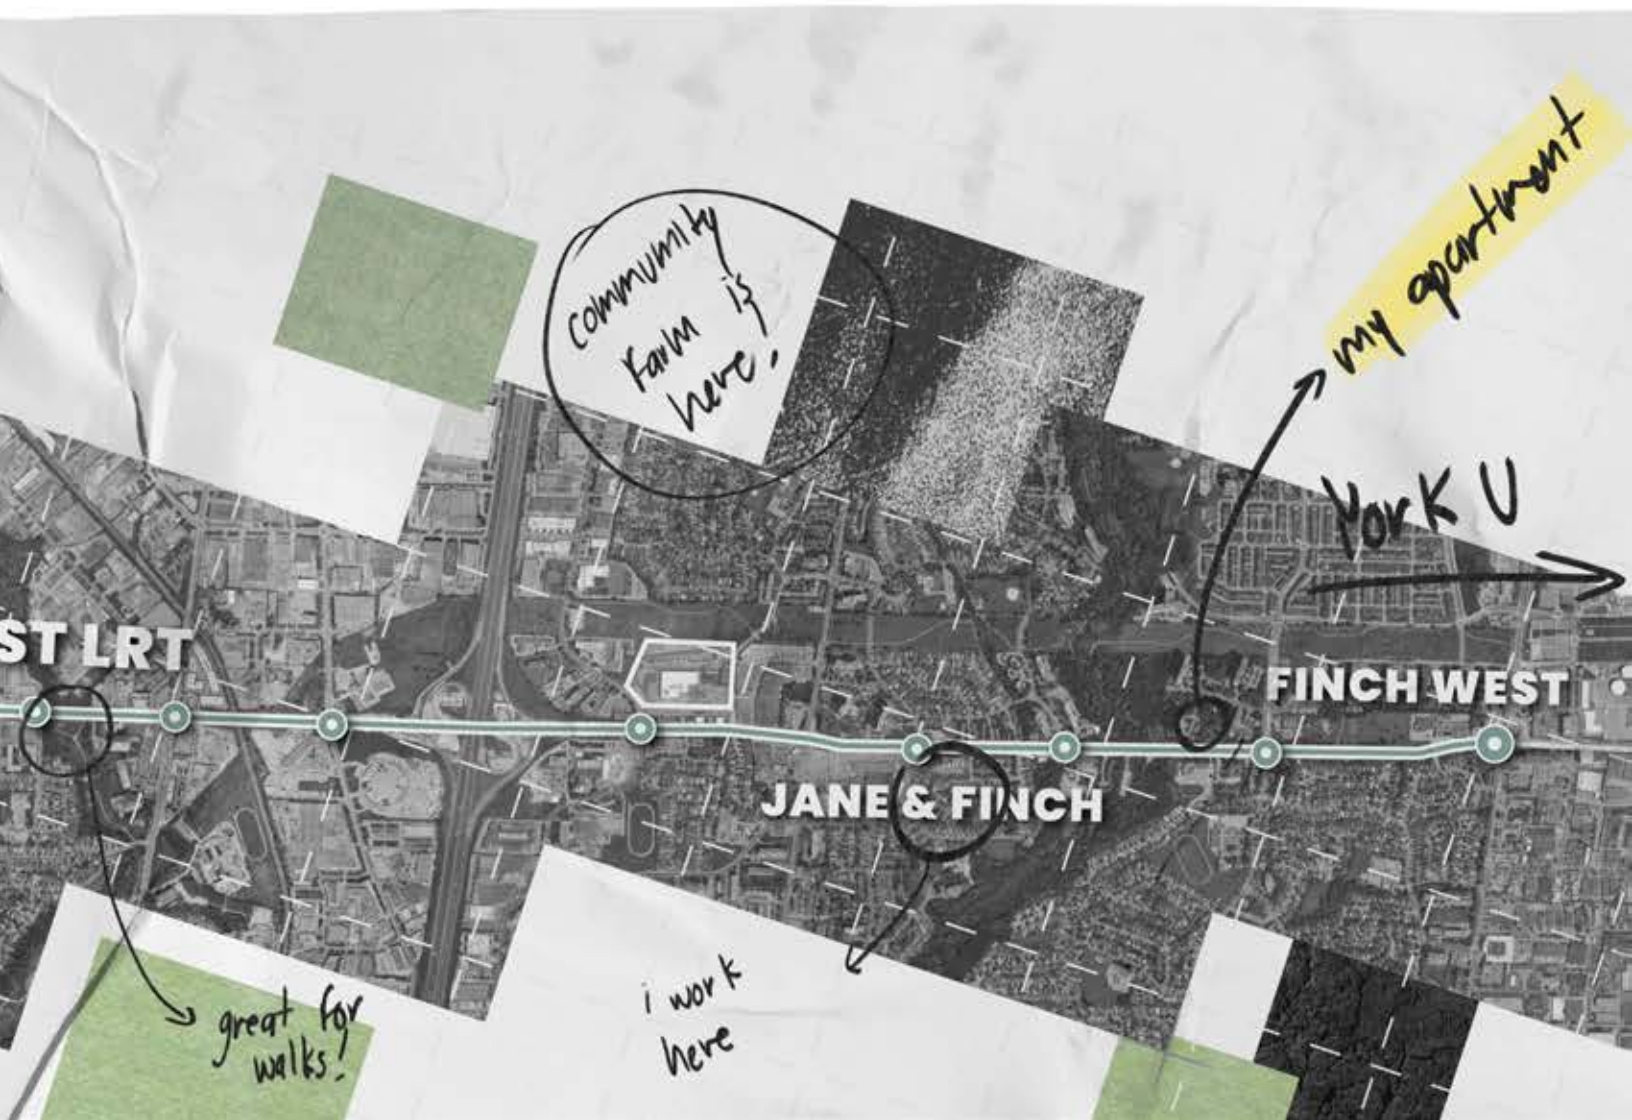 my apartment
community
farm is
here!
York U
ST LRT
FINCH WEST
JANE & FINCH
i work
here
great for
walks!